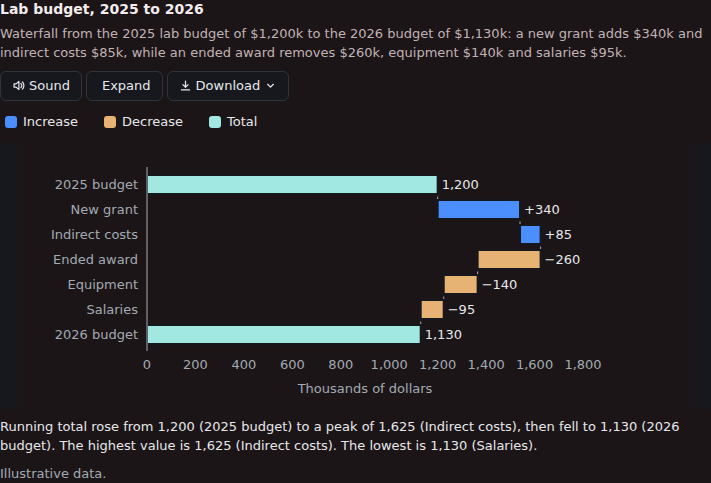 Lab budget, 2025 to 2026
Waterfall from the 2025 lab budget of $1,200k to the 2026 budget of $1,130k: a new grant adds $340k and
indirect costs $85k, while an ended award removes $260k, equipment $140k and salaries $95k.
Sound Expand Download
Increase Decrease Total
2025 budget 1,200
New grant +340
Indirect costs +85
Ended award −260
Equipment −140
Salaries −95
2026 budget 1,130
0 200 400 600 800 1,000 1,200 1,400 1,600 1,800
Thousands of dollars
Running total rose from 1,200 (2025 budget) to a peak of 1,625 (Indirect costs), then fell to 1,130 (2026
budget). The highest value is 1,625 (Indirect costs). The lowest is 1,130 (Salaries).
Illustrative data.